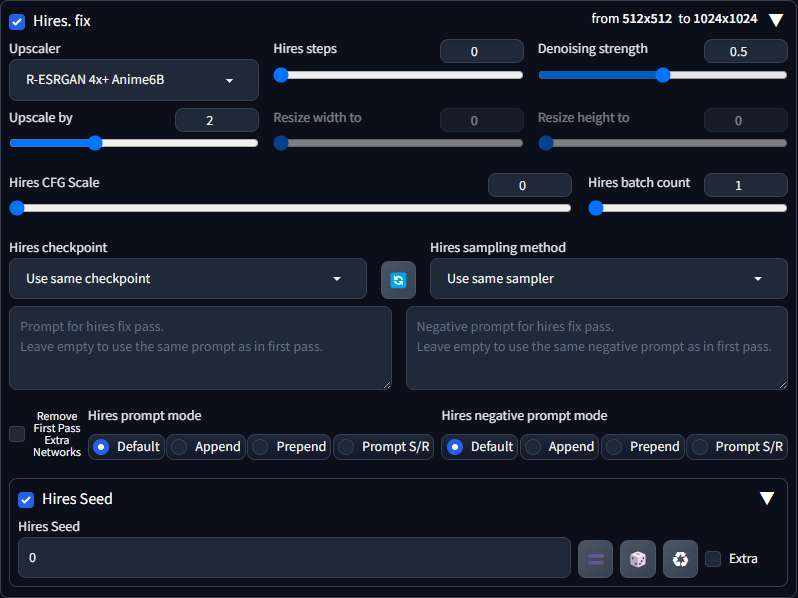 Hires. fix
from 512x512 to 1024x1024
Upscaler
Hires steps
0
Denoising strength
0.5
R-ESRGAN 4x+ Anime6B
Upscale by
2
Resize width to
0
Resize height to
0
Hires CFG Scale
0
Hires batch count
1
Hires checkpoint
Hires sampling method
Use same checkpoint
Use same sampler
Prompt for hires fix pass.
Leave empty to use the same prompt as in first pass.
Negative prompt for hires fix pass.
Leave empty to use the same negative prompt as in first pass.
Remove
First Pass
Extra
Networks
Hires prompt mode
Default
Append
Prepend
Prompt S/R
Hires negative prompt mode
Default
Append
Prepend
Prompt S/R
Hires Seed
Hires Seed
0
Extra